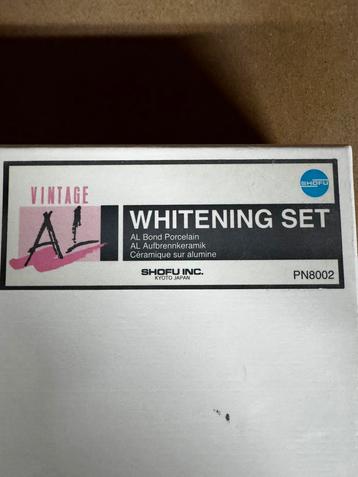 VINTAGE
AL
SHOFU
WHITENING SET
AL Bond Porcelain
AL Aufbrennkeramik
Céramique sur alumine
SHOFU INC.
KYOTO JAPAN
PN8002